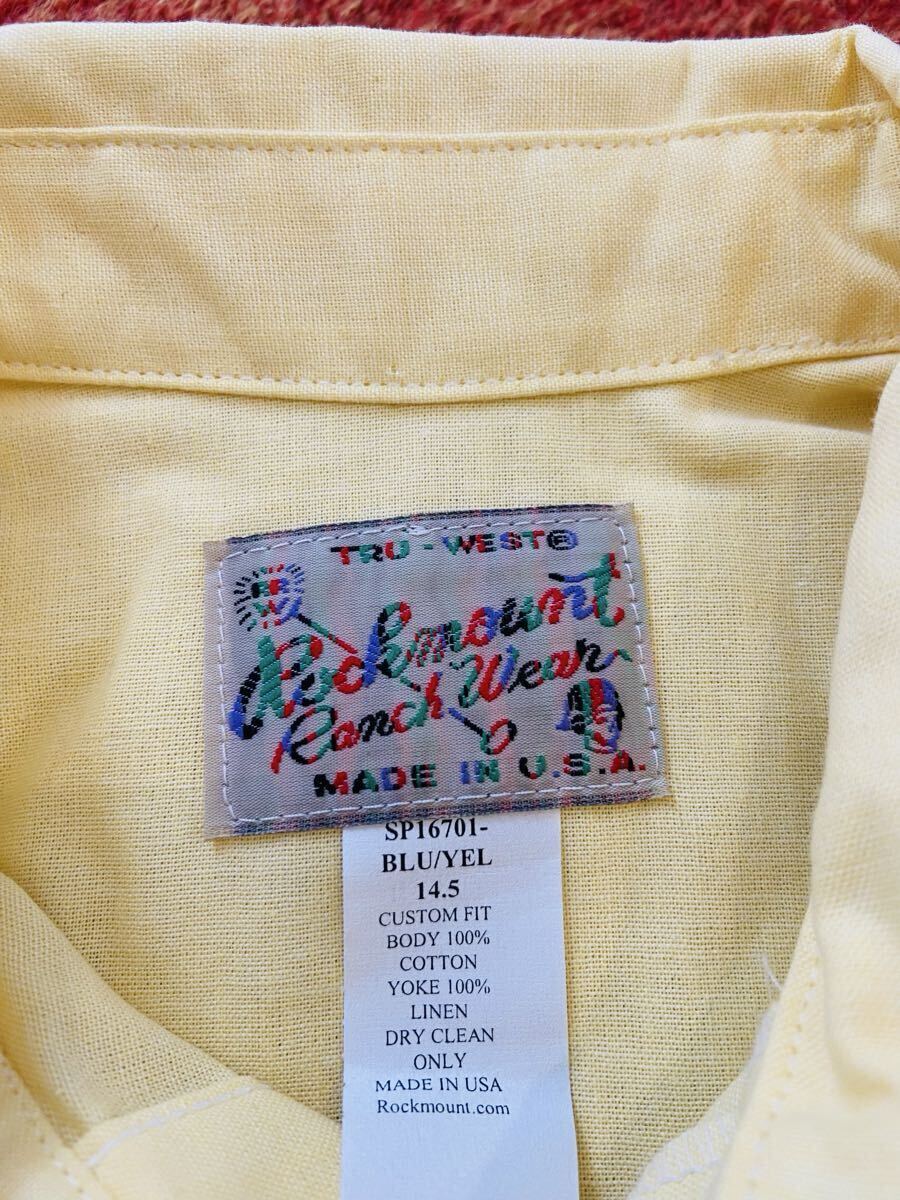 TRU-WEST®
RR
W
Rockmount
Ranch Wear
MADE IN U.S.A.
SP16701-
BLU/YEL
14.5
CUSTOM FIT
BODY 100%
COTTON
YOKE 100%
LINEN
DRY CLEAN
ONLY
MADE IN USA
Rockmount.com